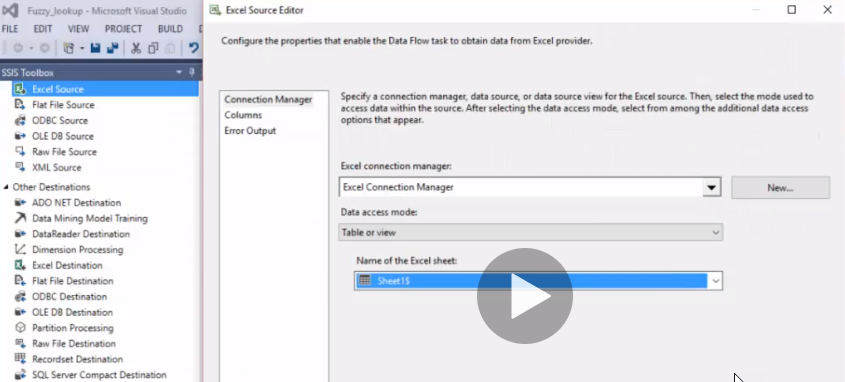 Fuzzy_lookup - Microsoft Visual Studio
FILE EDIT VIEW PROJECT BUILD
SSIS Toolbox
Excel Source
Flat File Source
ODBC Source
OLE DB Source
Raw File Source
XML Source
Other Destinations
ADO NET Destination
Data Mining Model Training
DataReader Destination
Dimension Processing
Excel Destination
Flat File Destination
ODBC Destination
OLE DB Destination
Partition Processing
Raw File Destination
Recordset Destination
SQL Server Compact Destination
Excel Source Editor
Configure the properties that enable the Data Flow task to obtain data from Excel provider.
Connection Manager
Columns
Error Output
Specify a connection manager, data source, or data source view for the Excel source. Then, select the mode used to
access data within the source. After selecting the data access mode, select from among the additional data access
options that appear.
Excel connection manager:
Excel Connection Manager
New...
Data access mode:
Table or view
Name of the Excel sheet:
Sheet1$